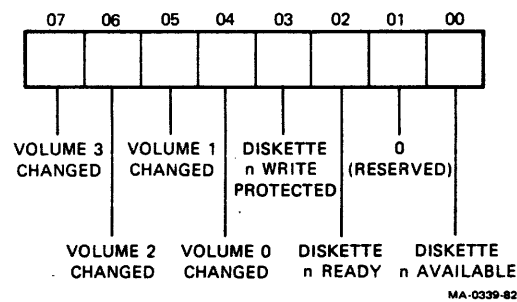 07 06 05 04 03 02 01 00
VOLUME 3 VOLUME 1 DISKETTE 0
CHANGED CHANGED n WRITE (RESERVED)
PROTECTED
VOLUME 2 VOLUME 0 DISKETTE DISKETTE
CHANGED CHANGED n READY n AVAILABLE
MA-0339-82